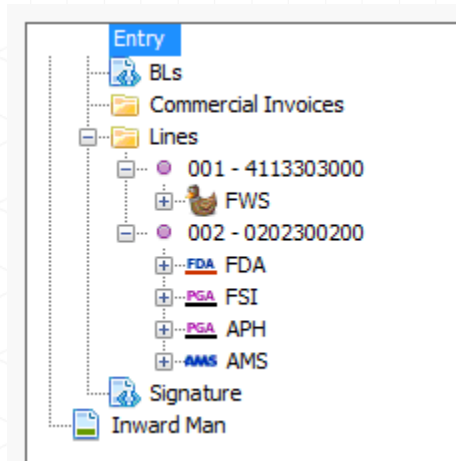 Entry
BLs
Commercial Invoices
Lines
001 - 4113303000
FWS
002 - 0202300200
FDA FDA
PGA FSI
PGA APH
AMS AMS
Signature
Inward Man